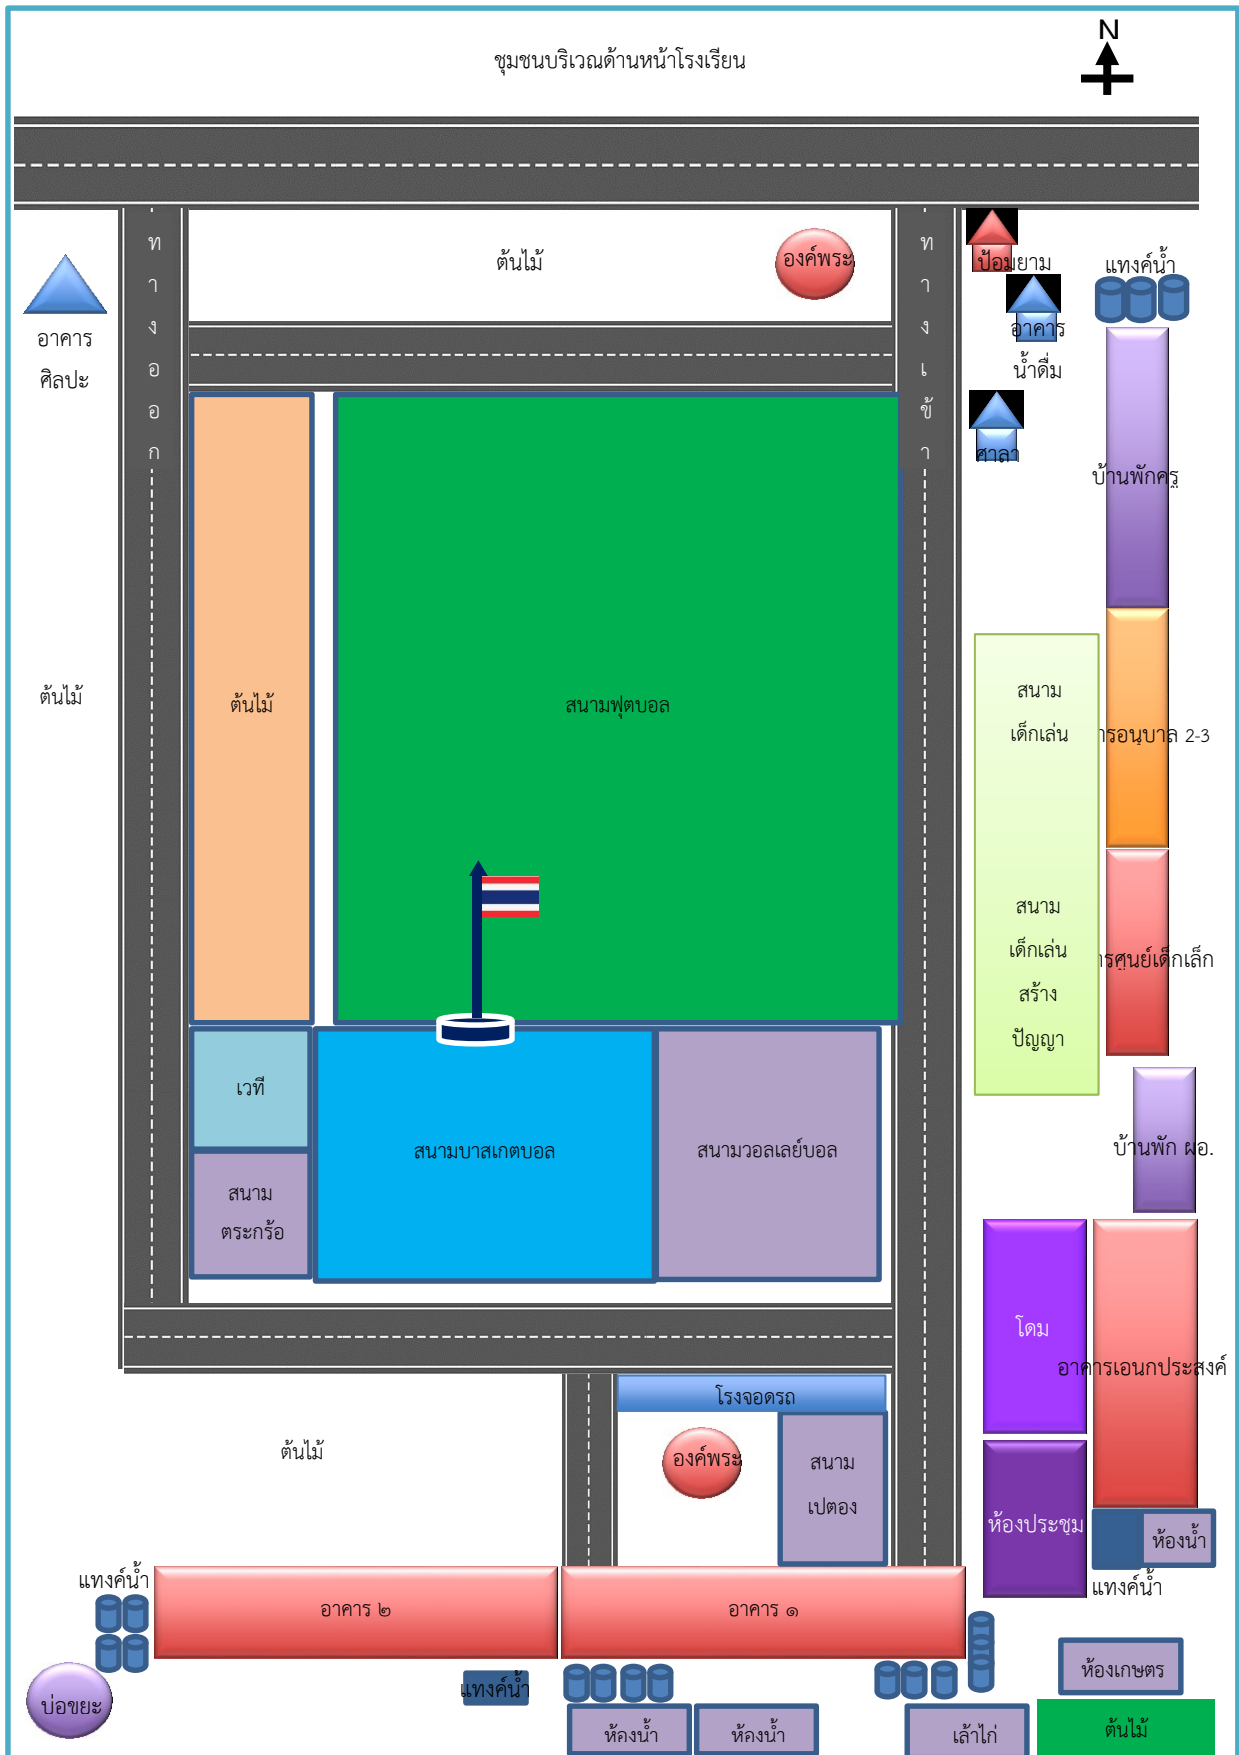 N
ชุมชนบริเวณด้านหน้าโรงเรียน
ทางออก
ต้นไม้
องค์พระ
ทางเข้า
ป้อมยาม
แทงค์น้ำ
อาคาร
ศิลปะ
อาคาร
น้ำดื่ม
ศาลา
บ้านพักครู
ต้นไม้
ต้นไม้
สนามฟุตบอล
สนาม
เด็กเล่น
ารอนุบาล 2-3
สนาม
เด็กเล่น
สร้าง
ปัญญา
ารศูนย์เด็กเล็ก
เวที
สนามบาสเกตบอล
สนามวอลเลย์บอล
บ้านพัก ผอ.
สนาม
ตระกร้อ
โดม
อาคารเอนกประสงค์
โรงจอดรถ
ต้นไม้
องค์พระ
สนาม
เปตอง
ห้องประชุม
ห้องน้ำ
แทงค์น้ำ
แทงค์น้ำ
อาคาร ๒
อาคาร ๑
บ่อขยะ
แทงค์น้ำ
ห้องเกษตร
ห้องน้ำ
ห้องน้ำ
เล้าไก่
ต้นไม้